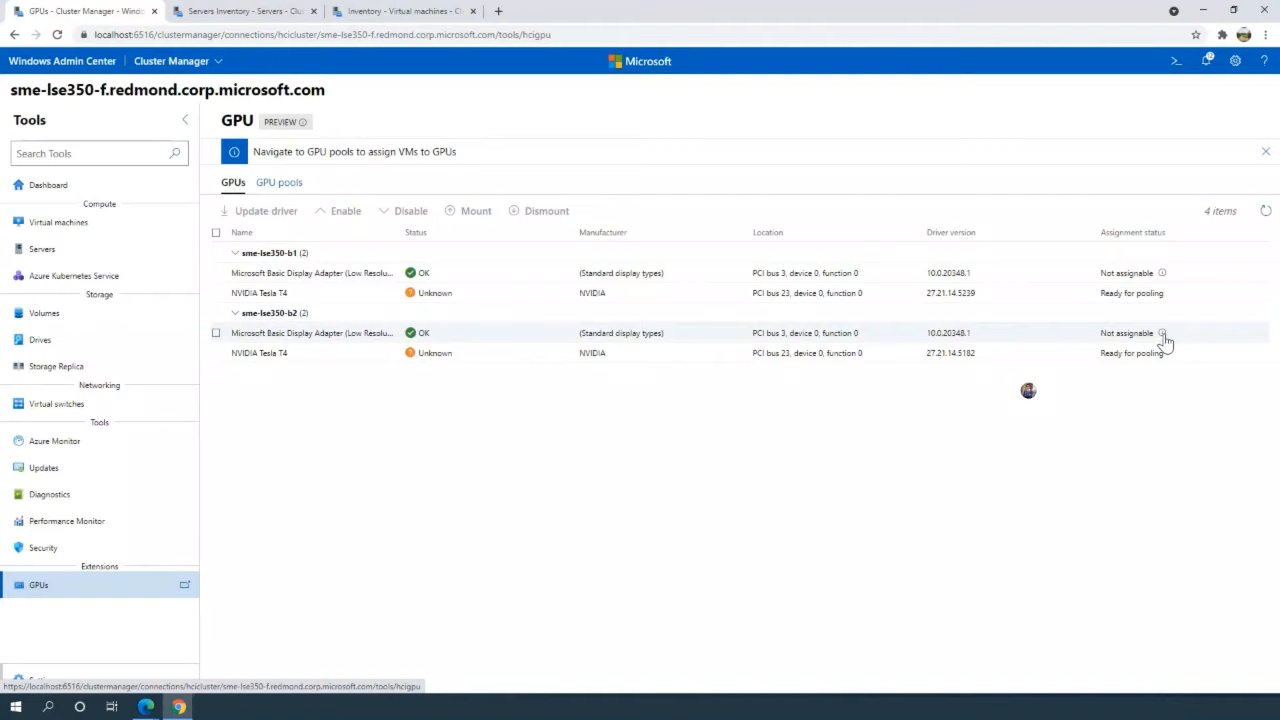 GPUs - Cluster Manager - Windo
Servers Inventory - Servers - Clus
Inventory - Virtual machines - Cl
localhost:6516/clustermanager/connections/hcicluster/sme-lse350-f.redmond.corp.microsoft.com/tools/hcigpu
Windows Admin Center
Cluster Manager
Microsoft
sme-lse350-f.redmond.corp.microsoft.com
Tools
Search Tools
Dashboard
Compute
Virtual machines
Servers
Azure Kubernetes Service
Storage
Volumes
Drives
Storage Replica
Networking
Virtual switches
Tools
Azure Monitor
Updates
Diagnostics
Performance Monitor
Security
Extensions
GPUs
GPU PREVIEW
Navigate to GPU pools to assign VMs to GPUs
GPUs GPU pools
Update driver Enable Disable Mount Dismount 4 items
Name Status Manufacturer Location Driver version Assignment status
sme-lse350-b1 (2)
Microsoft Basic Display Adapter (Low Resolu... OK (Standard display types) PCI bus 3, device 0, function 0 10.0.20348.1 Not assignable
NVIDIA Tesla T4 Unknown NVIDIA PCI bus 23, device 0, function 0 27.21.14.5239 Ready for pooling
sme-lse350-b2 (2)
Microsoft Basic Display Adapter (Low Resolu... OK (Standard display types) PCI bus 3, device 0, function 0 10.0.20348.1 Not assignable
NVIDIA Tesla T4 Unknown NVIDIA PCI bus 23, device 0, function 0 27.21.14.5182 Ready for pooling
https://localhost:6516/clustermanager/connections/hcicluster/sme-lse350-f.redmond.corp.microsoft.com/tools/hcigpu